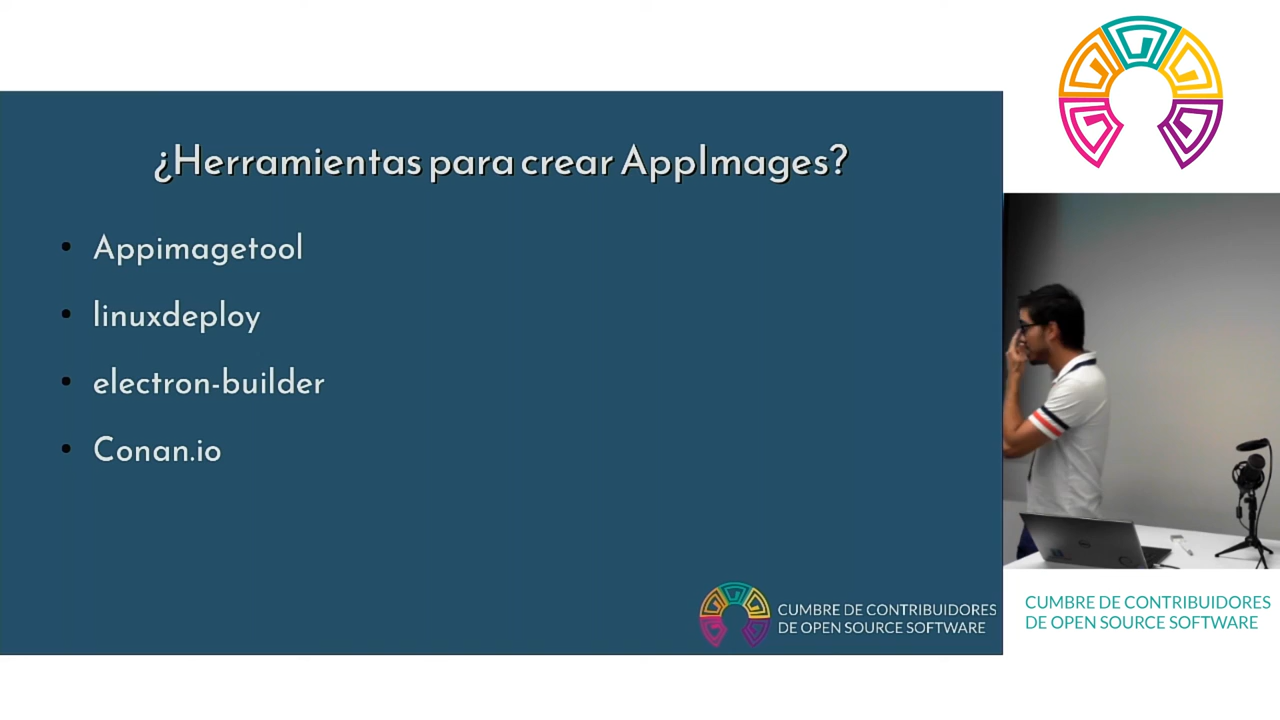 ¿Herramientas para crear AppImages?
• Appimagetool
• linuxdeploy
• electron-builder
• Conan.io
CUMBRE DE CONTRIBUIDORES
DE OPEN SOURCE SOFTWARE
CUMBRE DE CONTRIBUIDORES
DE OPEN SOURCE SOFTWARE